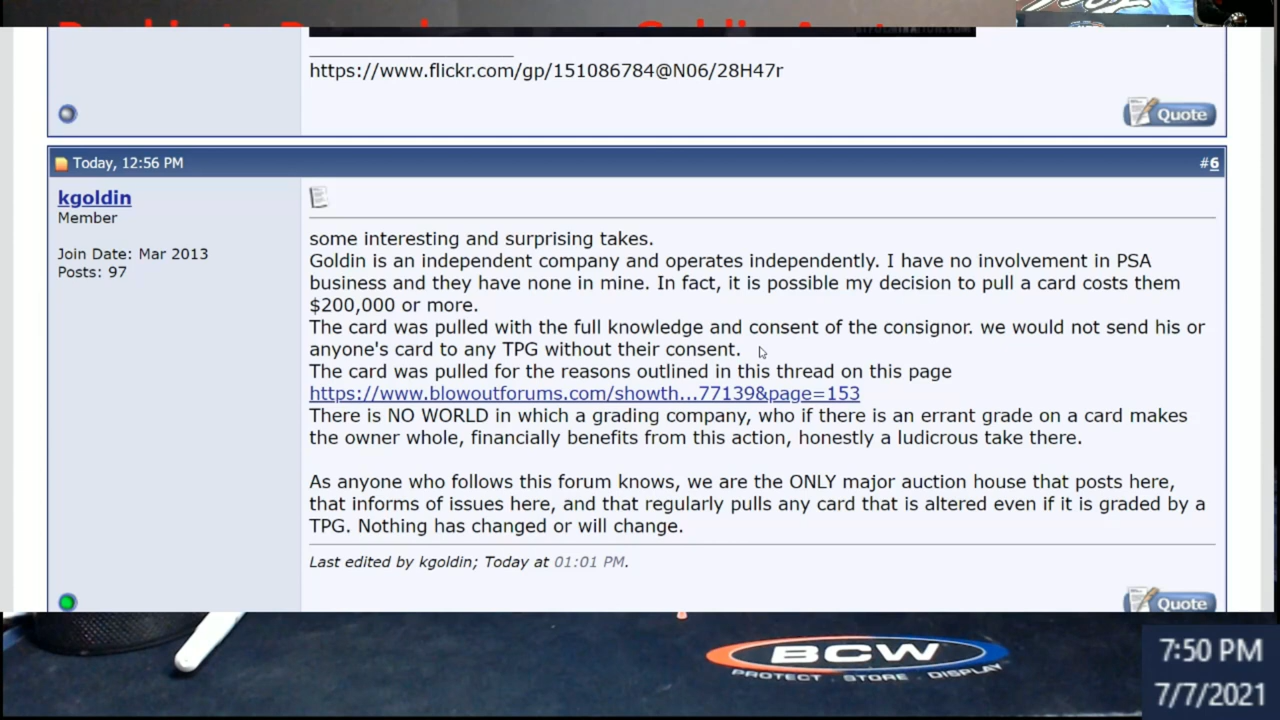 https://www.flickr.com/gp/151086784@N06/28H47r
Quote
Today, 12:56 PM
#6
kgoldin
Member
Join Date: Mar 2013
Posts: 97
some interesting and surprising takes.
Goldin is an independent company and operates independently. I have no involvement in PSA
business and they have none in mine. In fact, it is possible my decision to pull a card costs them
$200,000 or more.
The card was pulled with the full knowledge and consent of the consignor. we would not send his or
anyone's card to any TPG without their consent.
The card was pulled for the reasons outlined in this thread on this page
https://www.blowoutforums.com/showth...77139&page=153
There is NO WORLD in which a grading company, who if there is an errant grade on a card makes
the owner whole, financially benefits from this action, honestly a ludicrous take there.
As anyone who follows this forum knows, we are the ONLY major auction house that posts here,
that informs of issues here, and that regularly pulls any card that is altered even if it is graded by a
TPG. Nothing has changed or will change.
Last edited by kgoldin; Today at 01:01 PM.
Quote
BCW
PROTECT · STORE · DISPLAY
7:50 PM
7/7/2021